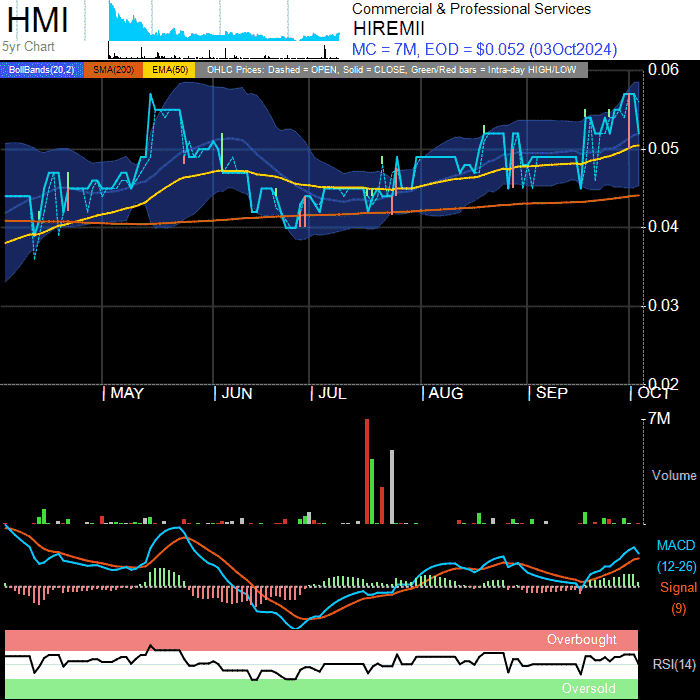 HMI
5yr Chart
Commercial & Professional Services
HIREMII
MC = 7M, EOD = $0.052 (03Oct2024)
BollBands(20,2) SMA(200) EMA(50) OHLC Prices: Dashed = OPEN, Solid = CLOSE, Green/Red bars = Intra-day HIGH/LOW
0.06
0.05
0.04
0.03
0.02
MAY JUN JUL AUG SEP OCT
7M
Volume
MACD
(12-26)
Signal
(9)
Overbought
RSI(14)
Oversold